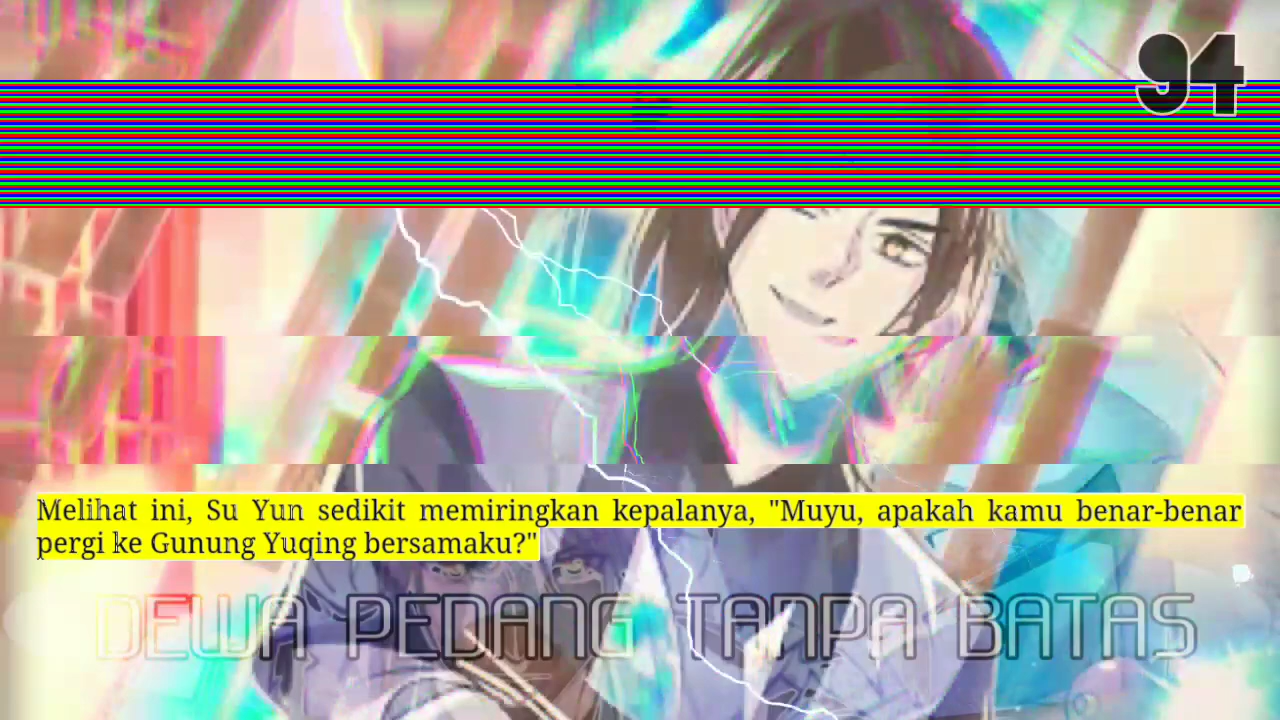 94
Melihat ini, Su Yun sedikit memiringkan kepalanya, "Muyu, apakah kamu benar-benar
pergi ke Gunung Yuqing bersamaku?"
DEWA PEDANG TANPA BATAS